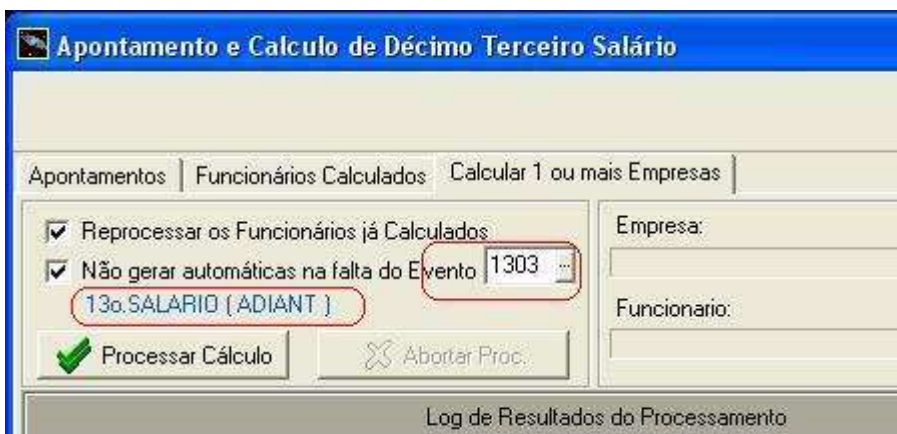 Apontamento e Calculo de Décimo Terceiro Salário
Apontamentos | Funcionários Calculados | Calcular 1 ou mais Empresas
Reprocessar os Funcionários já Calculados
Não gerar automáticas na falta do Evento 1303 ...
13o.SALARIO ( ADIANT )
Processar Cálculo
Abortar Proc.
Empresa:
Funcionario:
Log de Resultados do Processamento